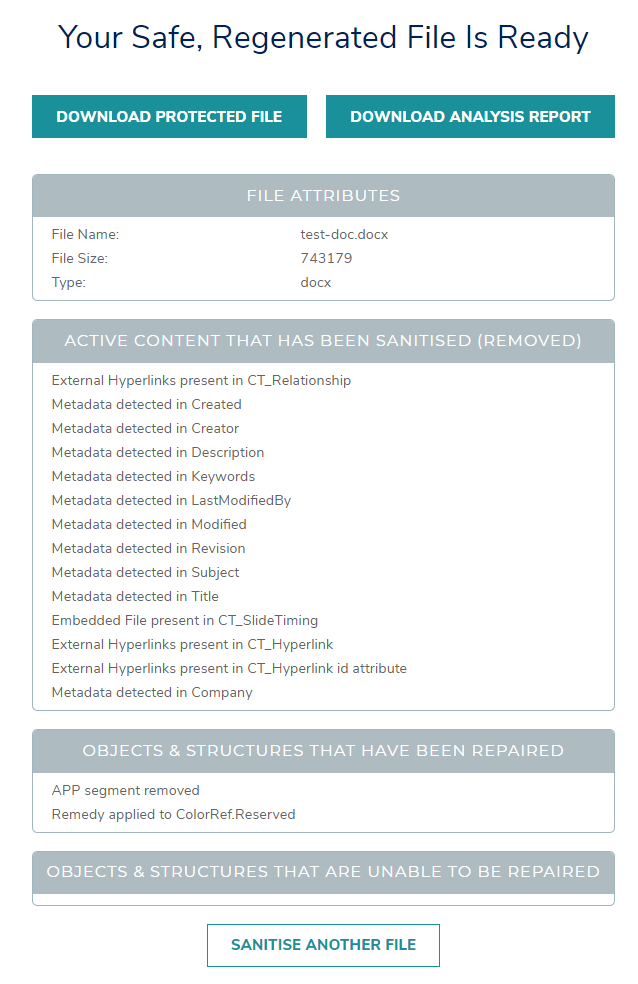 Your Safe, Regenerated File Is Ready
DOWNLOAD PROTECTED FILE
DOWNLOAD ANALYSIS REPORT
FILE ATTRIBUTES
File Name: test-doc.docx
File Size: 743179
Type: docx
ACTIVE CONTENT THAT HAS BEEN SANITISED (REMOVED)
External Hyperlinks present in CT_Relationship
Metadata detected in Created
Metadata detected in Creator
Metadata detected in Description
Metadata detected in Keywords
Metadata detected in LastModifiedBy
Metadata detected in Modified
Metadata detected in Revision
Metadata detected in Subject
Metadata detected in Title
Embedded File present in CT_SlideTiming
External Hyperlinks present in CT_Hyperlink
External Hyperlinks present in CT_Hyperlink id attribute
Metadata detected in Company
OBJECTS & STRUCTURES THAT HAVE BEEN REPAIRED
APP segment removed
Remedy applied to ColorRef.Reserved
OBJECTS & STRUCTURES THAT ARE UNABLE TO BE REPAIRED
SANITISE ANOTHER FILE